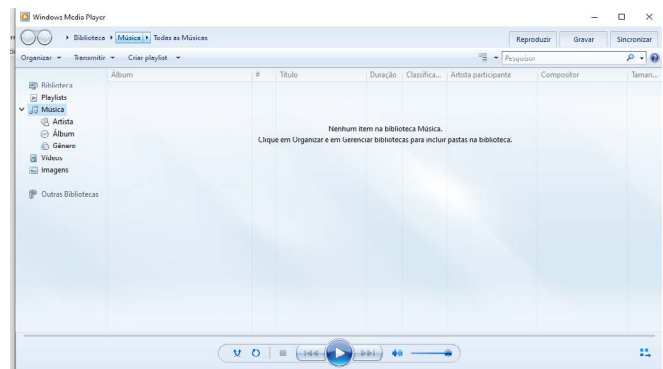 Windows Media Player
Biblioteca Música Todas as Músicas
Reproduzir Gravar Sincronizar
Organizar Transmitir Criar playlist
Pesquisar
Álbum # Título Duração Classifica... Artista participante Compositor Taman...
Biblioteca
Playlists
Música
Artista
Álbum
Gênero
Vídeos
Imagens
Outras Bibliotecas
Nenhum item na biblioteca Música.
Clique em Organizar e em Gerenciar bibliotecas para incluir pastas na biblioteca.